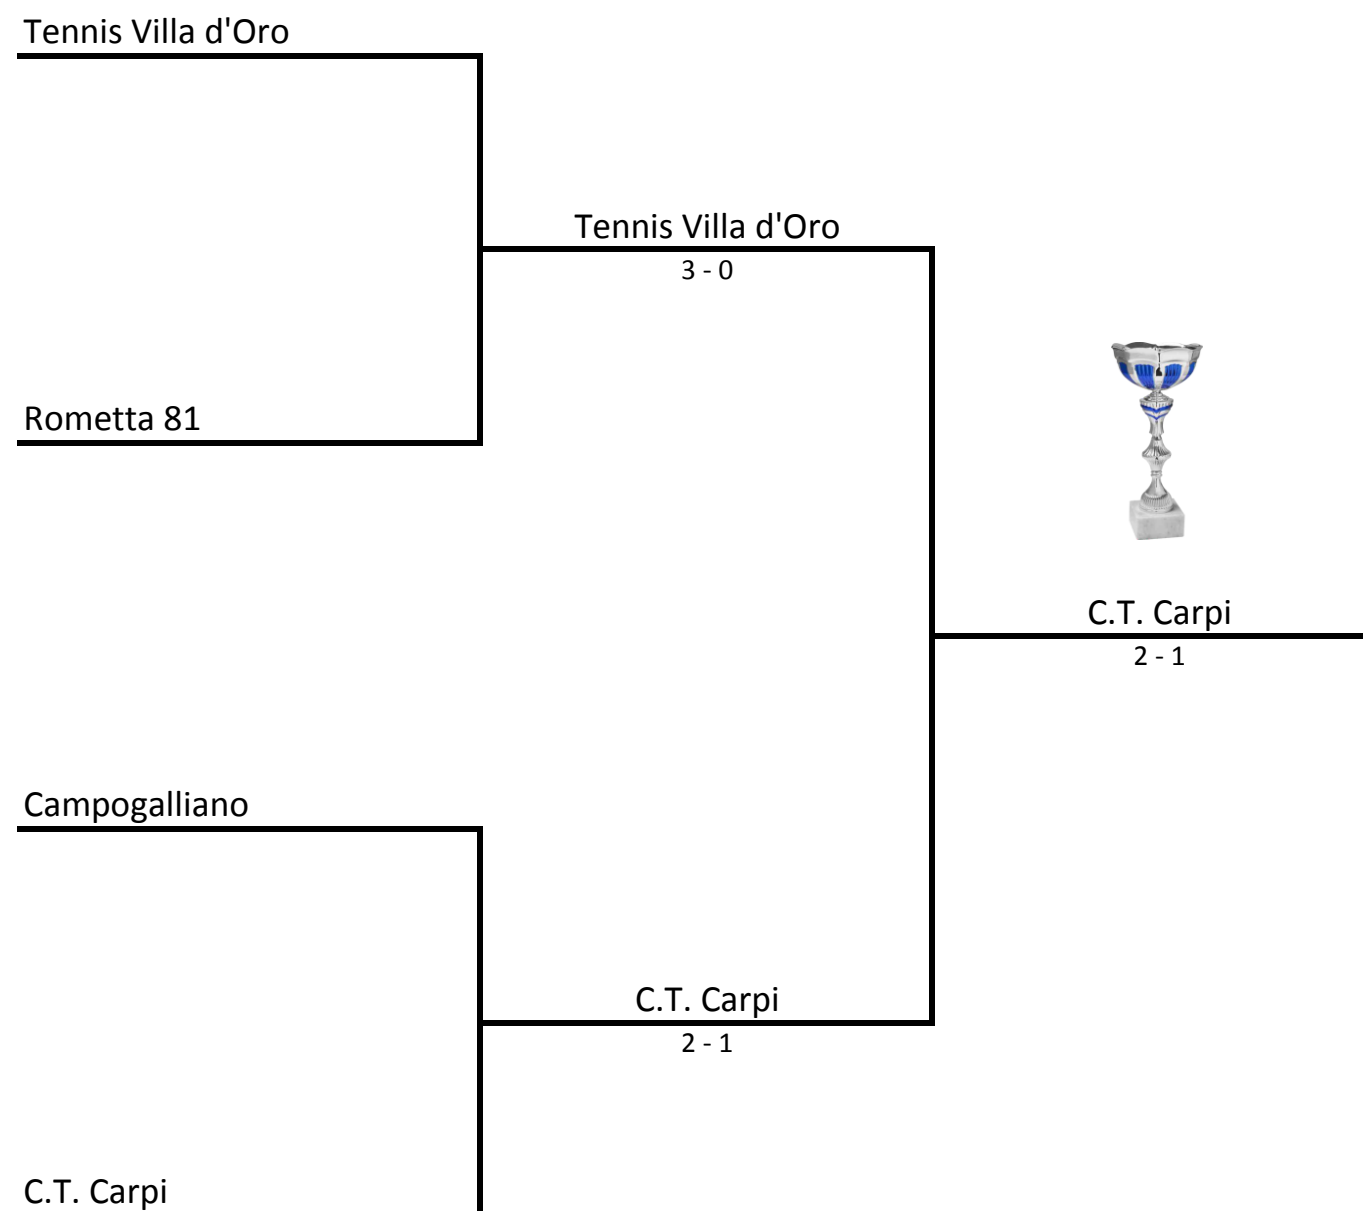 Tennis Villa d'Oro
Tennis Villa d'Oro
3 - 0
Rometta 81
C.T. Carpi
2 - 1
Campogalliano
C.T. Carpi
2 - 1
C.T. Carpi